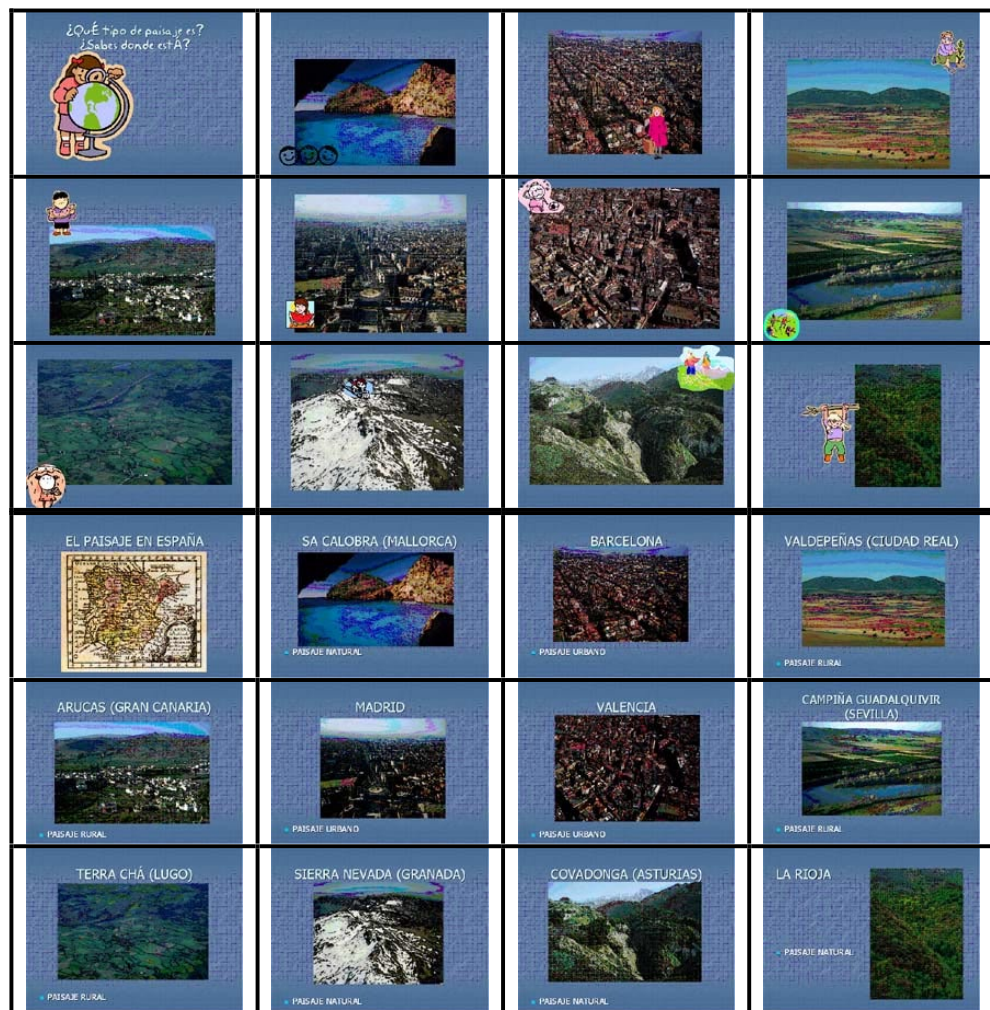 ¿QuÉ tipo de paisaje es?
¿Sabes donde estÁ?
EL PAISAJE EN ESPAÑA
SA CALOBRA (MALLORCA)
PAISAJE NATURAL
BARCELONA
PAISAJE URBANO
VALDEPEÑAS (CIUDAD REAL)
PAISAJE RURAL
ARUCAS (GRAN CANARIA)
PAISAJE RURAL
MADRID
PAISAJE URBANO
VALENCIA
PAISAJE URBANO
CAMPIÑA GUADALQUIVIR
(SEVILLA)
PAISAJE RURAL
TERRA CHÁ (LUGO)
PAISAJE RURAL
SIERRA NEVADA (GRANADA)
PAISAJE NATURAL
COVADONGA (ASTURIAS)
PAISAJE NATURAL
LA RIOJA
PAISAJE NATURAL